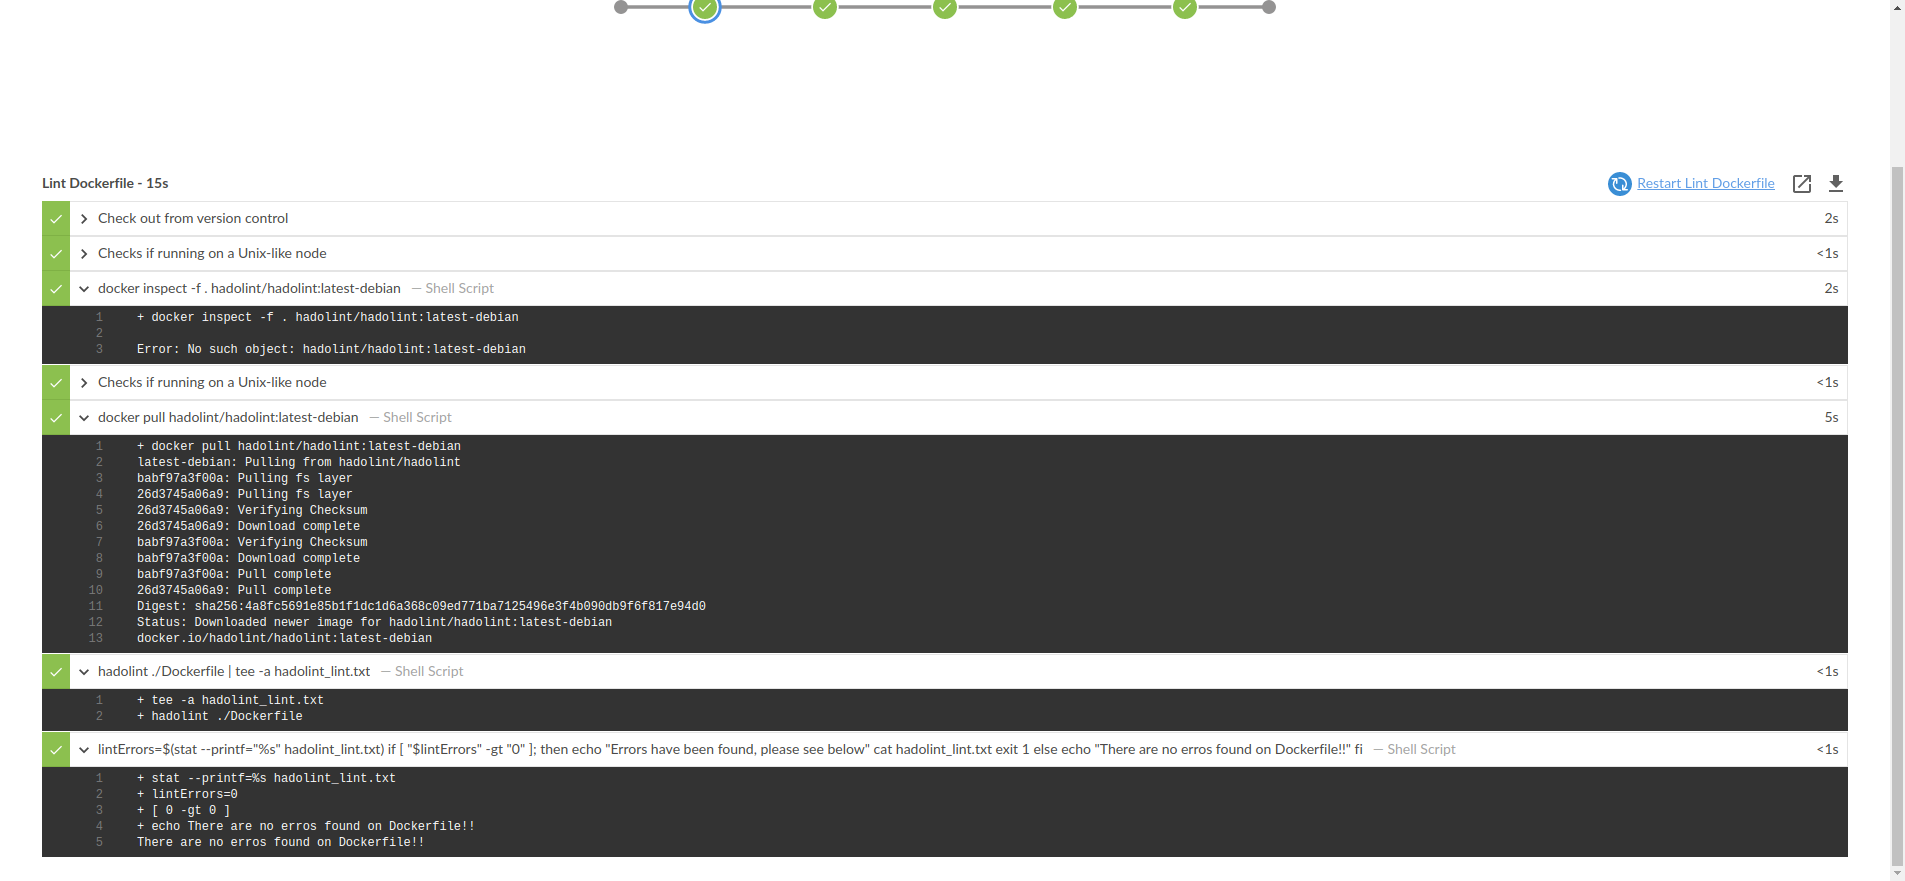 Lint Dockerfile - 15s
Restart Lint Dockerfile
Check out from version control 2s
Checks if running on a Unix-like node <1s
docker inspect -f . hadolint/hadolint:latest-debian — Shell Script 2s
1 + docker inspect -f . hadolint/hadolint:latest-debian
2
3 Error: No such object: hadolint/hadolint:latest-debian
Checks if running on a Unix-like node <1s
docker pull hadolint/hadolint:latest-debian — Shell Script 5s
1 + docker pull hadolint/hadolint:latest-debian
2 latest-debian: Pulling from hadolint/hadolint
3 babf97a3f00a: Pulling fs layer
4 26d3745a06a9: Pulling fs layer
5 26d3745a06a9: Verifying Checksum
6 26d3745a06a9: Download complete
7 babf97a3f00a: Verifying Checksum
8 babf97a3f00a: Download complete
9 babf97a3f00a: Pull complete
10 26d3745a06a9: Pull complete
11 Digest: sha256:4a8fc5691e85b1f1dc1d6a368c09ed771ba7125496e3f4b090db9f6f817e94d0
12 Status: Downloaded newer image for hadolint/hadolint:latest-debian
13 docker.io/hadolint/hadolint:latest-debian
hadolint ./Dockerfile | tee -a hadolint_lint.txt — Shell Script <1s
1 + tee -a hadolint_lint.txt
2 + hadolint ./Dockerfile
lintErrors=$(stat --printf="%s" hadolint_lint.txt) if [ "$lintErrors" -gt "0" ]; then echo "Errors have been found, please see below" cat hadolint_lint.txt exit 1 else echo "There are no erros found on Dockerfile!!" fi — Shell Script <1s
1 + stat --printf=%s hadolint_lint.txt
2 + lintErrors=0
3 + [ 0 -gt 0 ]
4 + echo There are no erros found on Dockerfile!!
5 There are no erros found on Dockerfile!!